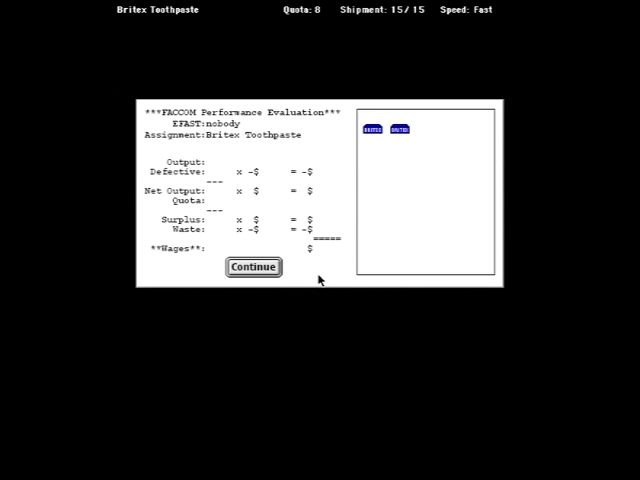 Britex Toothpaste Quota: 8 Shipment: 15/15 Speed: Fast
***FACCOM Performance Evaluation***
EFAST:nobody
Assignment:Britex Toothpaste
Output:
Defective: x -$ = -$
---
Net Output: x $ = $
Quota:
---
Surplus: x $ = $
Waste: x -$ = -$
=====
**Wages**: $
Continue